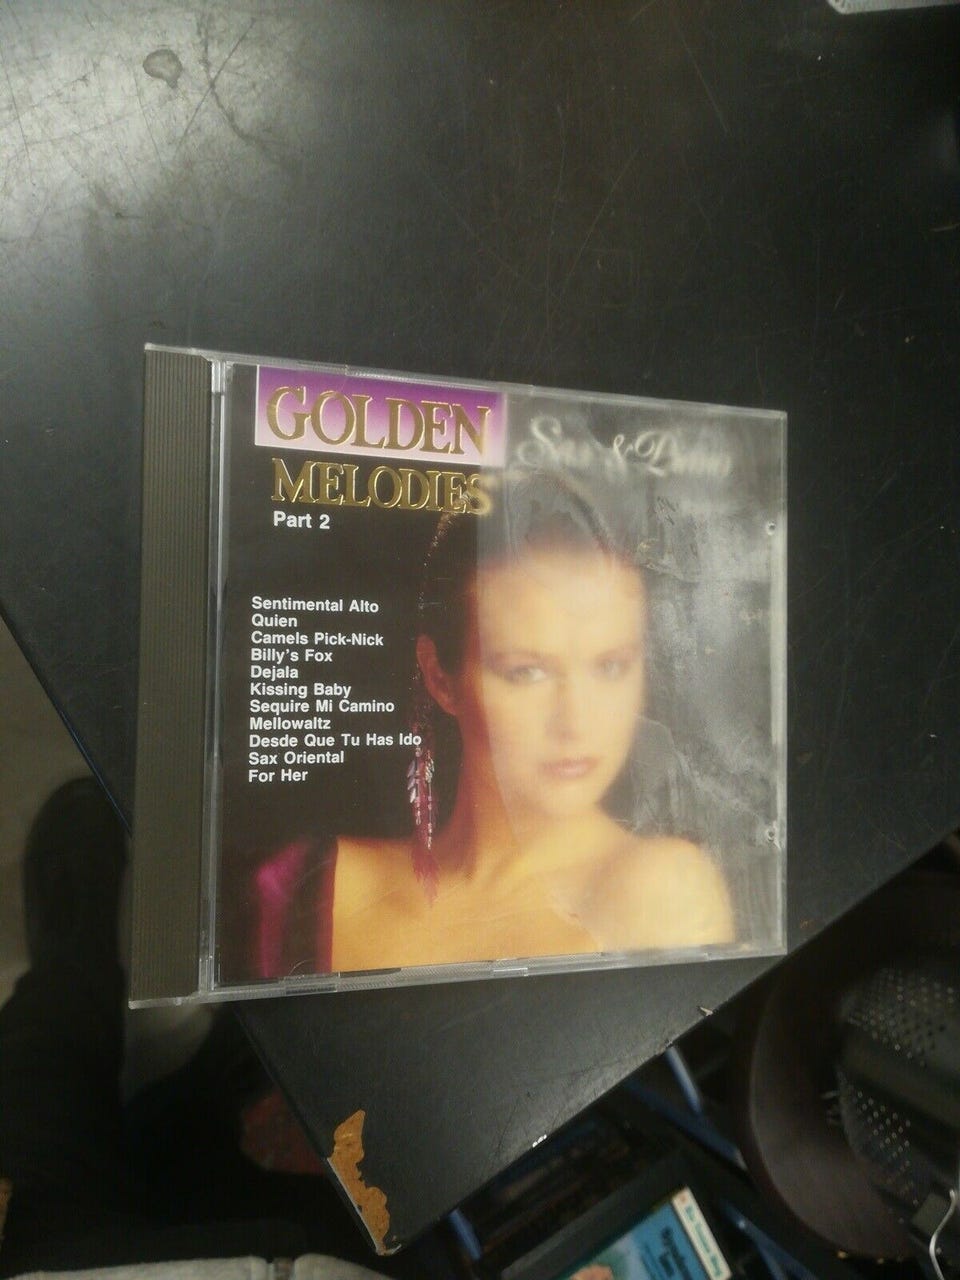 GOLDEN
MELODIES
Part 2
Sax &
Sentimental Alto
Quien
Camels Pick-Nick
Billy's Fox
Dejala
Kissing Baby
Sequire Mi Camino
Mellowaltz
Desde Que Tu Has Ido
Sax Oriental
For Her